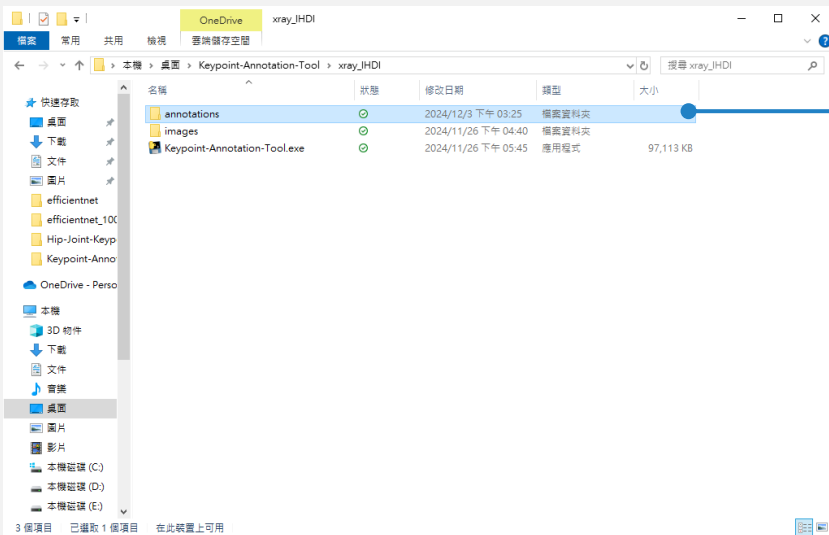 OneDrive xray_IHDI
檔案 常用 共用 檢視 雲端儲存空間
本機 › 桌面 › Keypoint-Annotation-Tool › xray_IHDI 搜尋 xray_IHDI
名稱 狀態 修改日期 類型 大小
快速存取
桌面
下載
文件
圖片
efficientnet
efficientnet_100
Hip-Joint-Keyp
Keypoint-Anno
OneDrive - Perso
本機
3D 物件
下載
文件
音樂
桌面
圖片
影片
本機磁碟 (C:)
本機磁碟 (D:)
本機磁碟 (E:)
annotations 2024/12/3 下午 03:25 檔案資料夾
images 2024/11/26 下午 04:40 檔案資料夾
Keypoint-Annotation-Tool.exe 2024/11/26 下午 05:45 應用程式 97,113 KB
3 個項目 已選取 1 個項目 在此裝置上可用